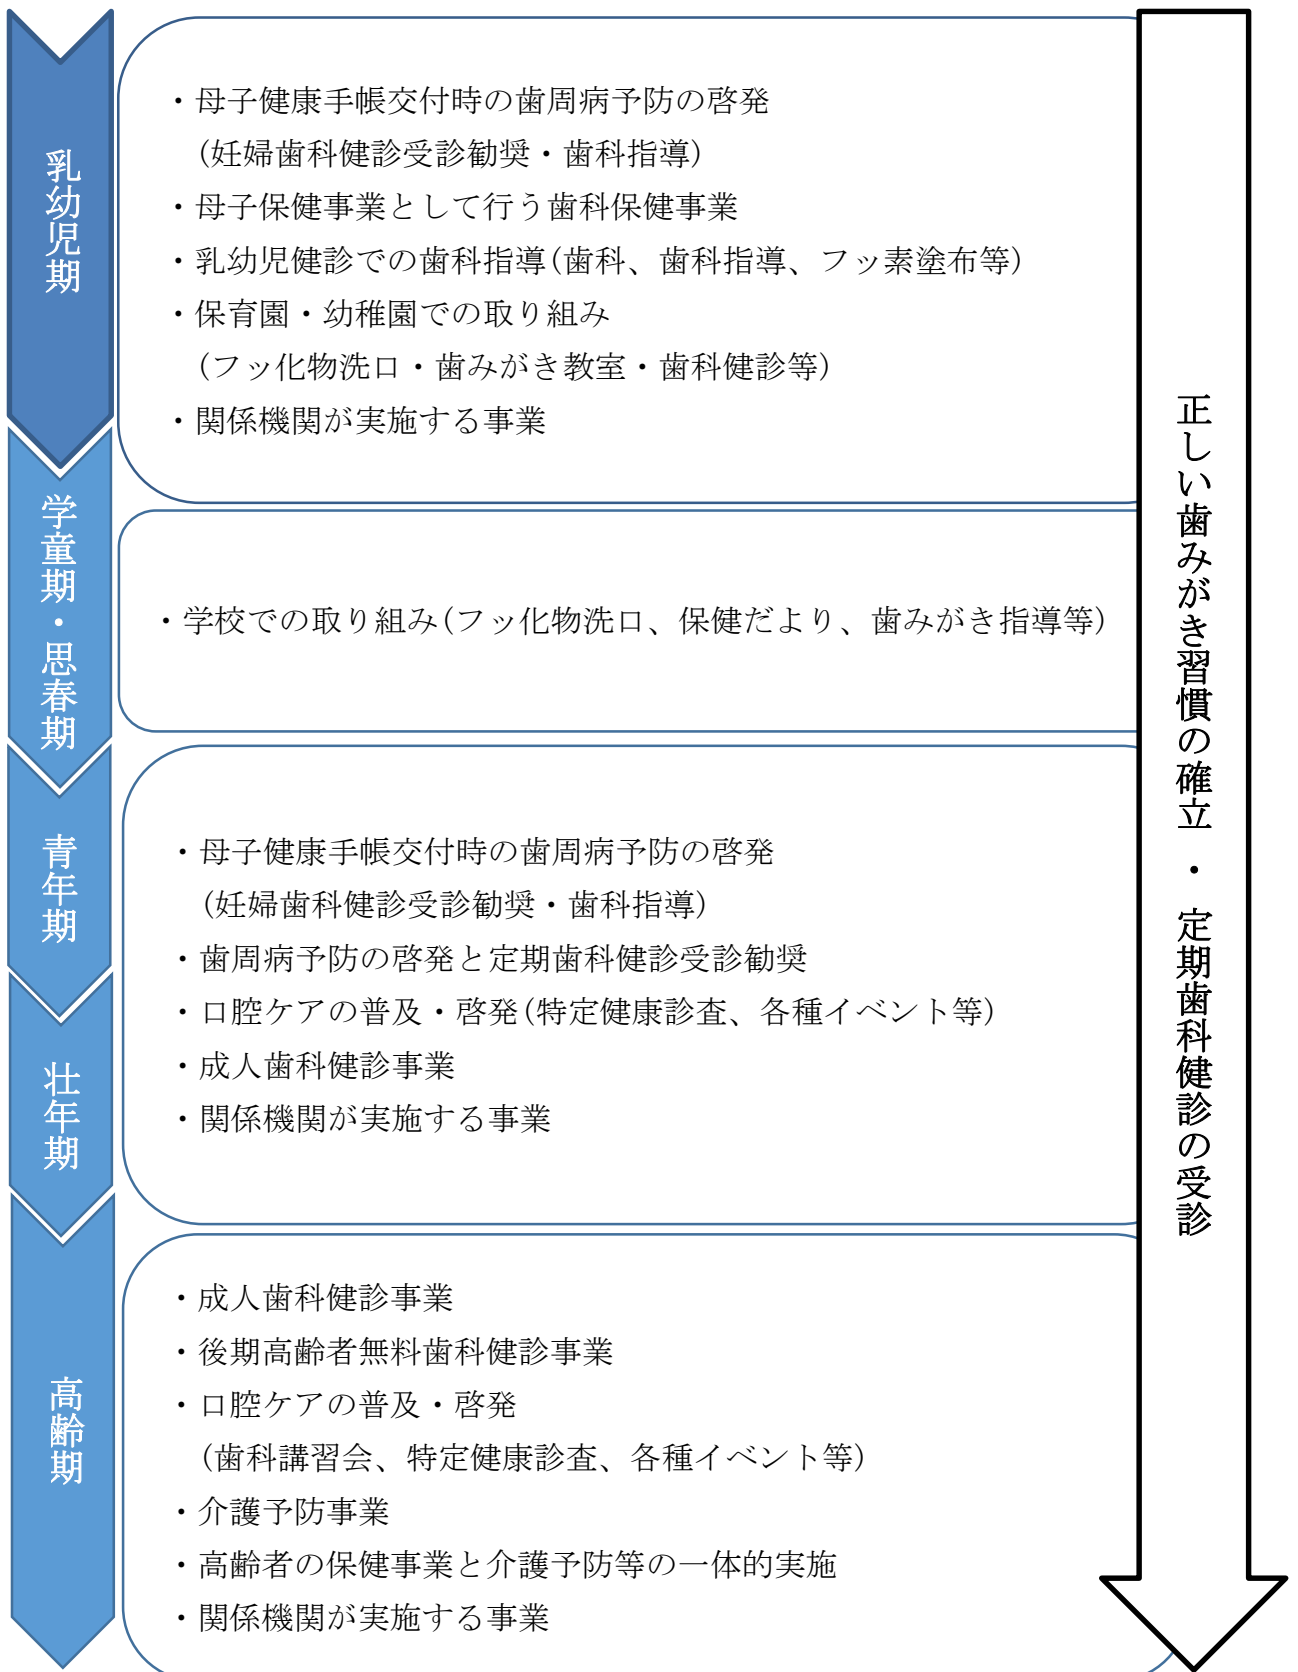 乳幼児期
・母子健康手帳交付時の歯周病予防の啓発
(妊婦歯科健診受診勧奨・歯科指導)
・母子保健事業として行う歯科保健事業
・乳幼児健診での歯科指導(歯科、歯科指導、フッ素塗布等)
・保育園・幼稚園での取り組み
(フッ化物洗口・歯みがき教室・歯科健診等)
・関係機関が実施する事業
学童期・思春期
・学校での取り組み(フッ化物洗口、保健だより、歯みがき指導等)
青年期
壮年期
・母子健康手帳交付時の歯周病予防の啓発
(妊婦歯科健診受診勧奨・歯科指導)
・歯周病予防の啓発と定期歯科健診受診勧奨
・口腔ケアの普及・啓発(特定健康診査、各種イベント等)
・成人歯科健診事業
・関係機関が実施する事業
高齢期
・成人歯科健診事業
・後期高齢者無料歯科健診事業
・口腔ケアの普及・啓発
(歯科講習会、特定健康診査、各種イベント等)
・介護予防事業
・高齢者の保健事業と介護予防等の一体的実施
・関係機関が実施する事業
正しい歯みがき習慣の確立・定期歯科健診の受診